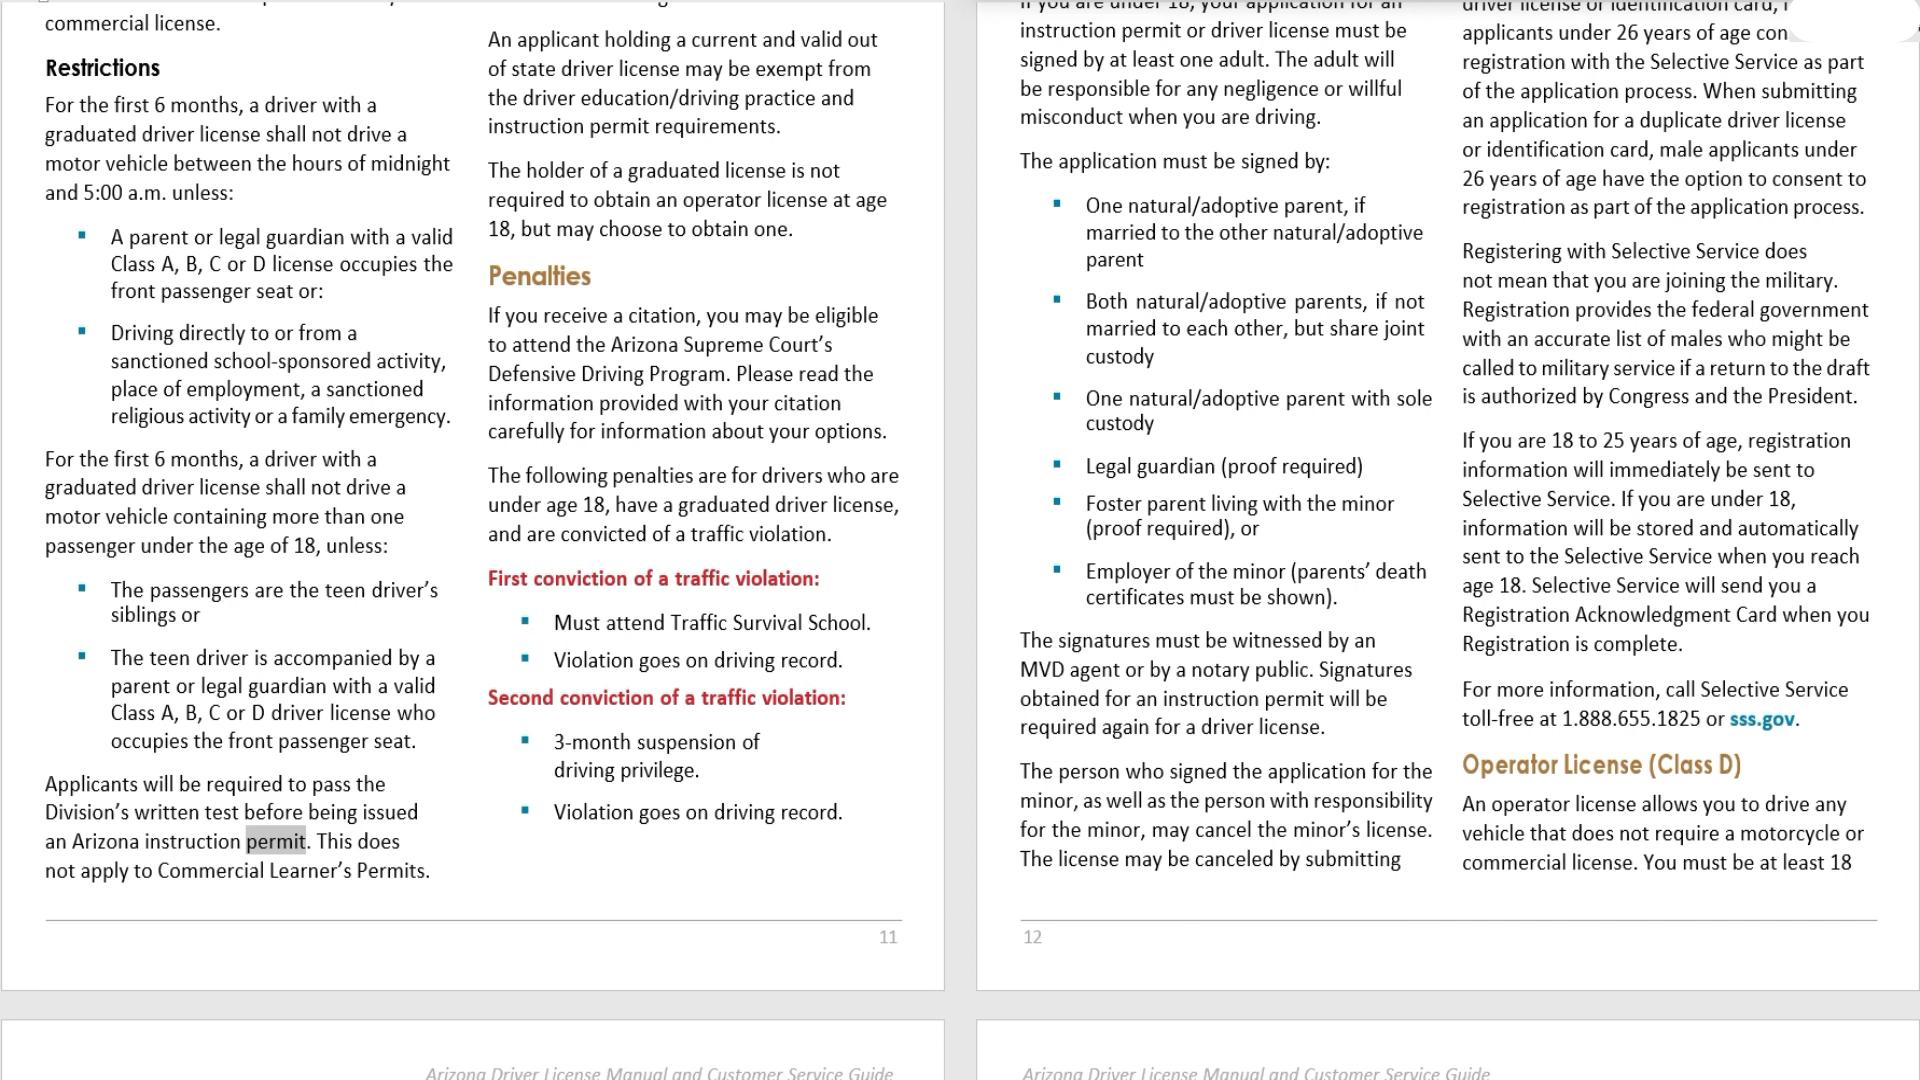 commercial license.
Restrictions
For the first 6 months, a driver with a
graduated driver license shall not drive a
motor vehicle between the hours of midnight
and 5:00 a.m. unless:
▪ A parent or legal guardian with a valid
Class A, B, C or D license occupies the
front passenger seat or:
▪ Driving directly to or from a
sanctioned school-sponsored activity,
place of employment, a sanctioned
religious activity or a family emergency.
For the first 6 months, a driver with a
graduated driver license shall not drive a
motor vehicle containing more than one
passenger under the age of 18, unless:
▪ The passengers are the teen driver’s
siblings or
▪ The teen driver is accompanied by a
parent or legal guardian with a valid
Class A, B, C or D driver license who
occupies the front passenger seat.
Applicants will be required to pass the
Division’s written test before being issued
an Arizona instruction permit. This does
not apply to Commercial Learner’s Permits.
An applicant holding a current and valid out
of state driver license may be exempt from
the driver education/driving practice and
instruction permit requirements.
The holder of a graduated license is not
required to obtain an operator license at age
18, but may choose to obtain one.
Penalties
If you receive a citation, you may be eligible
to attend the Arizona Supreme Court’s
Defensive Driving Program. Please read the
information provided with your citation
carefully for information about your options.
The following penalties are for drivers who are
under age 18, have a graduated driver license,
and are convicted of a traffic violation.
First conviction of a traffic violation:
▪ Must attend Traffic Survival School.
▪ Violation goes on driving record.
Second conviction of a traffic violation:
▪ 3-month suspension of
driving privilege.
▪ Violation goes on driving record.
11
If you are under 18, your application for an
instruction permit or driver license must be
signed by at least one adult. The adult will
be responsible for any negligence or willful
misconduct when you are driving.
The application must be signed by:
▪ One natural/adoptive parent, if
married to the other natural/adoptive
parent
▪ Both natural/adoptive parents, if not
married to each other, but share joint
custody
▪ One natural/adoptive parent with sole
custody
▪ Legal guardian (proof required)
▪ Foster parent living with the minor
(proof required), or
▪ Employer of the minor (parents’ death
certificates must be shown).
The signatures must be witnessed by an
MVD agent or by a notary public. Signatures
obtained for an instruction permit will be
required again for a driver license.
The person who signed the application for the
minor, as well as the person with responsibility
for the minor, may cancel the minor’s license.
The license may be canceled by submitting
driver license or identification card,
applicants under 26 years of age con
registration with the Selective Service as part
of the application process. When submitting
an application for a duplicate driver license
or identification card, male applicants under
26 years of age have the option to consent to
registration as part of the application process.
Registering with Selective Service does
not mean that you are joining the military.
Registration provides the federal government
with an accurate list of males who might be
called to military service if a return to the draft
is authorized by Congress and the President.
If you are 18 to 25 years of age, registration
information will immediately be sent to
Selective Service. If you are under 18,
information will be stored and automatically
sent to the Selective Service when you reach
age 18. Selective Service will send you a
Registration Acknowledgment Card when you
Registration is complete.
For more information, call Selective Service
toll-free at 1.888.655.1825 or sss.gov.
Operator License (Class D)
An operator license allows you to drive any
vehicle that does not require a motorcycle or
commercial license. You must be at least 18
12
Arizona Driver License Manual and Customer Service Guide
Arizona Driver License Manual and Customer Service Guide